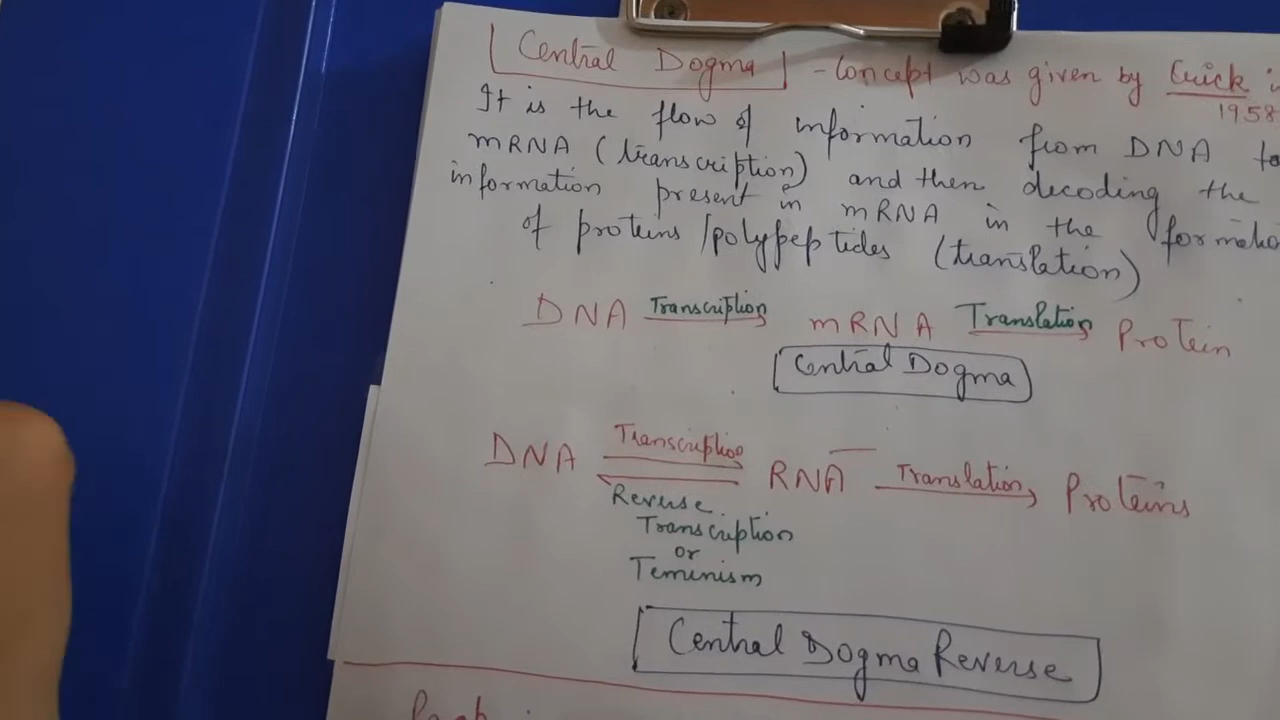 Central Dogma - Concept was given by Crick in
1958
It is the flow of information from DNA to
mRNA (transcription) and then decoding the
information present in mRNA in the formatio
of proteins/polypeptides (translation)
DNA Transcription mRNA Translation Protein
Central Dogma
DNA Transcription RNA Translation Proteins
Reverse
Transcription
or
Teminism
Central Dogma Reverse